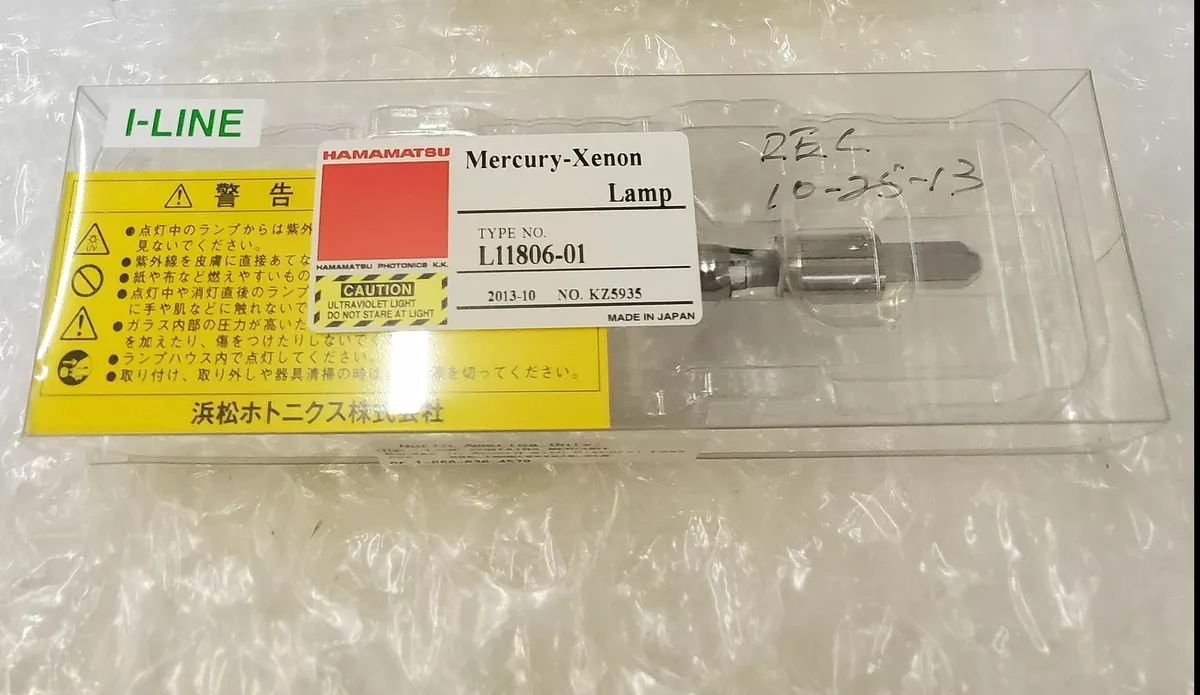 I-LINE
HAMAMATSU
Mercury-Xenon
Lamp
TYPE NO.
L11806-01
2013-10 NO. KZ5935
MADE IN JAPAN
HAMAMATSU PHOTONICS K.K.
CAUTION
ULTRAVIOLET LIGHT
DO NOT STARE AT LIGHT
REC
10-25-13
警告
UV
●点灯中のランプからは紫外
見ないでください。
●紫外線を皮膚に直接あてな
●紙や布など燃えやすいもの
●点灯中や消灯直後のランプ
に手や肌などに触れないで
●ガラス内部の圧力が高いた
を加えたり、傷をつけたりしないでく
●ランプハウス内で点灯してください。
●取り付け、取り外しや器具清掃の時は を切ってください。
浜松ホトニクス株式会社
North America Only: